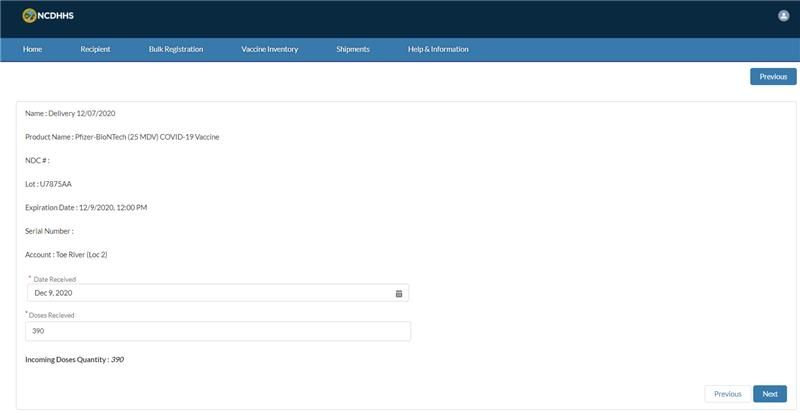 NCDHHS
Home Recipient Bulk Registration Vaccine Inventory Shipments Help & Information
Previous
Name : Delivery 12/07/2020
Product Name : Pfizer-BioNTech (25 MDV) COVID-19 Vaccine
NDC # :
Lot : U7875AA
Expiration Date : 12/9/2020, 12:00 PM
Serial Number :
Account : Toe River (Loc 2)
* Date Received
Dec 9, 2020
* Doses Recieved
390
Incoming Doses Quantity : 390
Previous Next